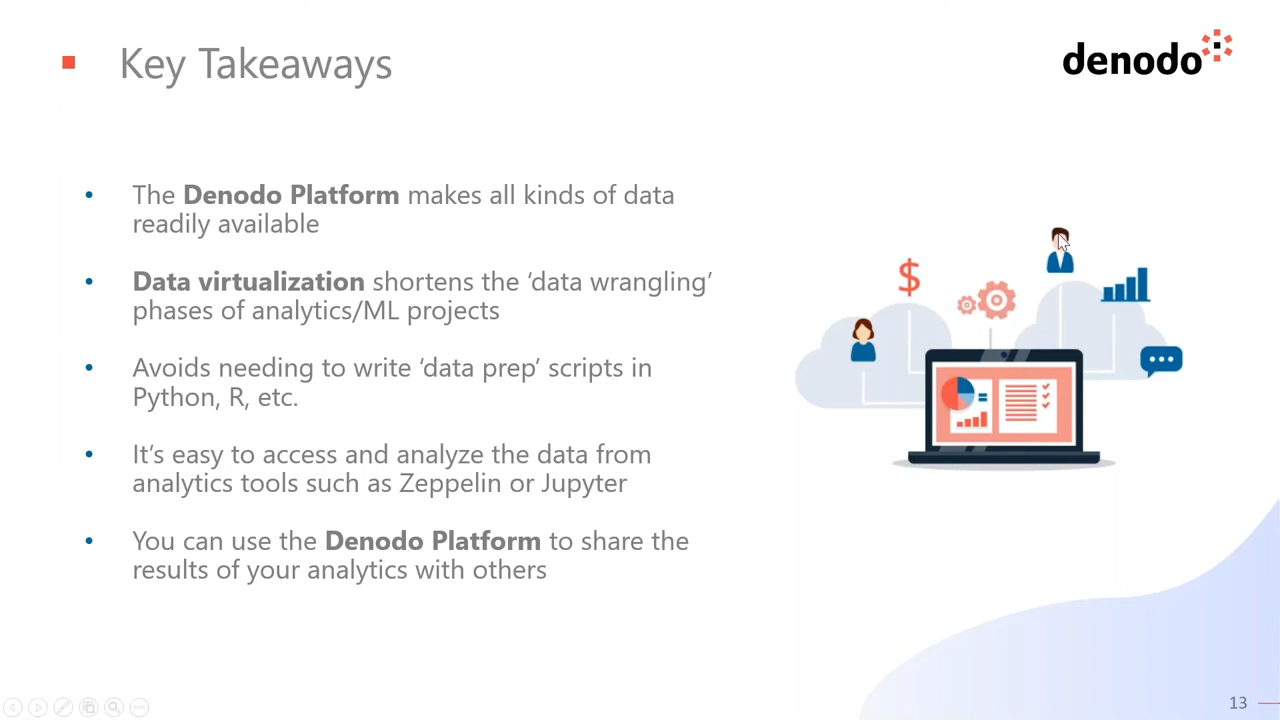 Key Takeaways
denodo
• The Denodo Platform makes all kinds of data
readily available
• Data virtualization shortens the ‘data wrangling’
phases of analytics/ML projects
• Avoids needing to write ‘data prep’ scripts in
Python, R, etc.
• It’s easy to access and analyze the data from
analytics tools such as Zeppelin or Jupyter
• You can use the Denodo Platform to share the
results of your analytics with others
$
13